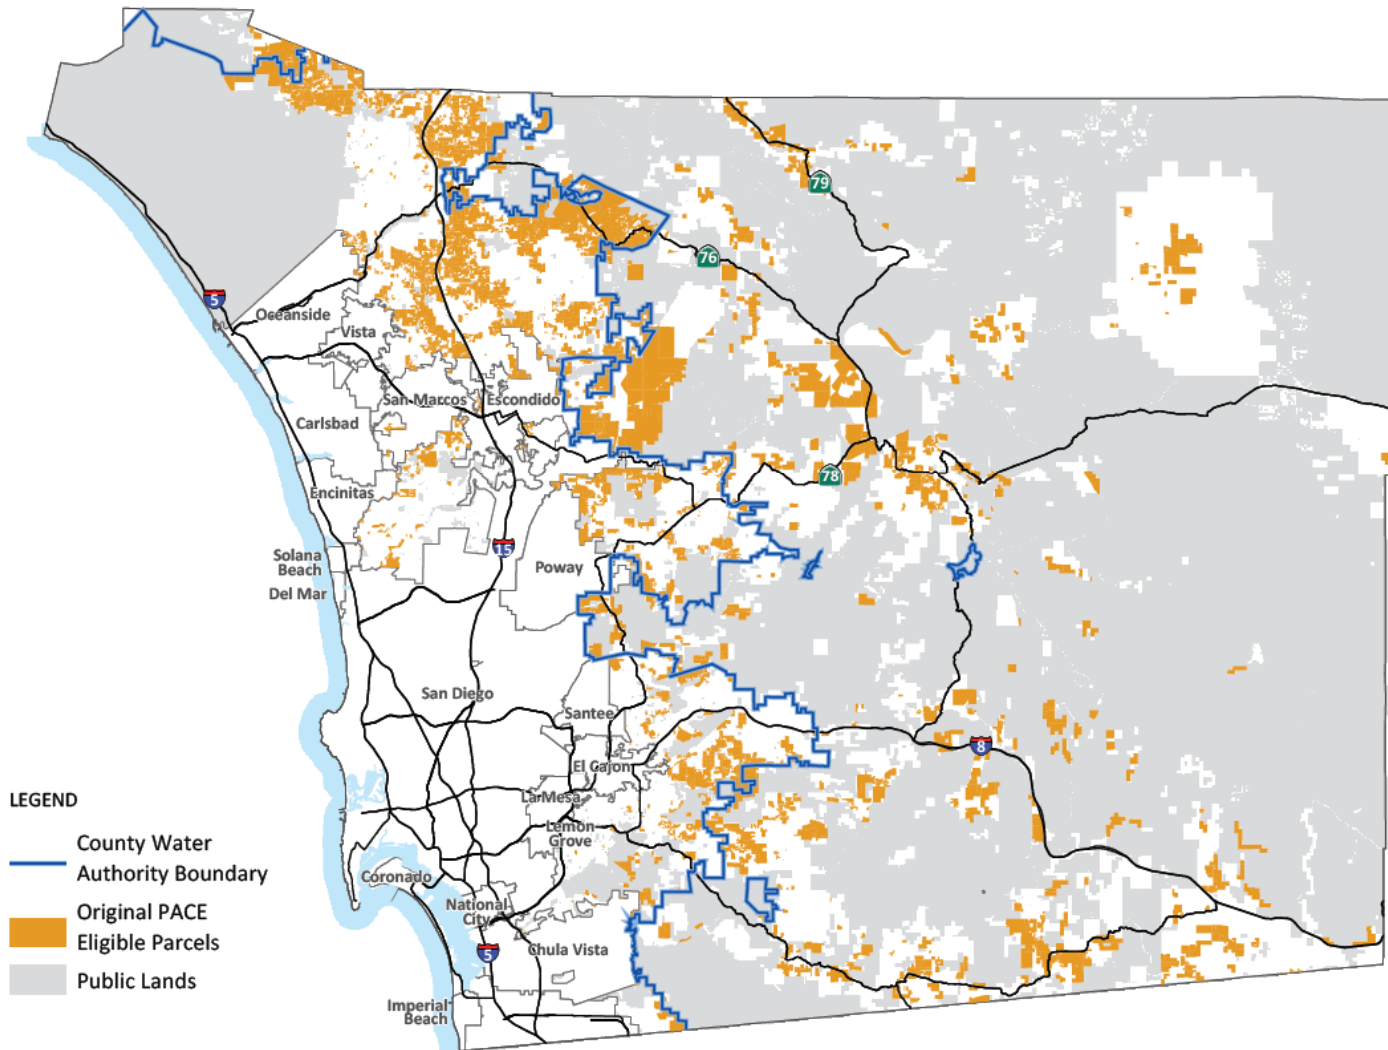 79
76
5
Oceanside
Vista
San Marcos
Escondido
Carlsbad
78
Encinitas
15
Solana
Beach
Poway
Del Mar
San Diego
Santee
8
El Cajon
La Mesa
Lemon
Grove
Coronado
National
City
5
Chula Vista
Imperial
Beach
LEGEND
County Water
Authority Boundary
Original PACE
Eligible Parcels
Public Lands